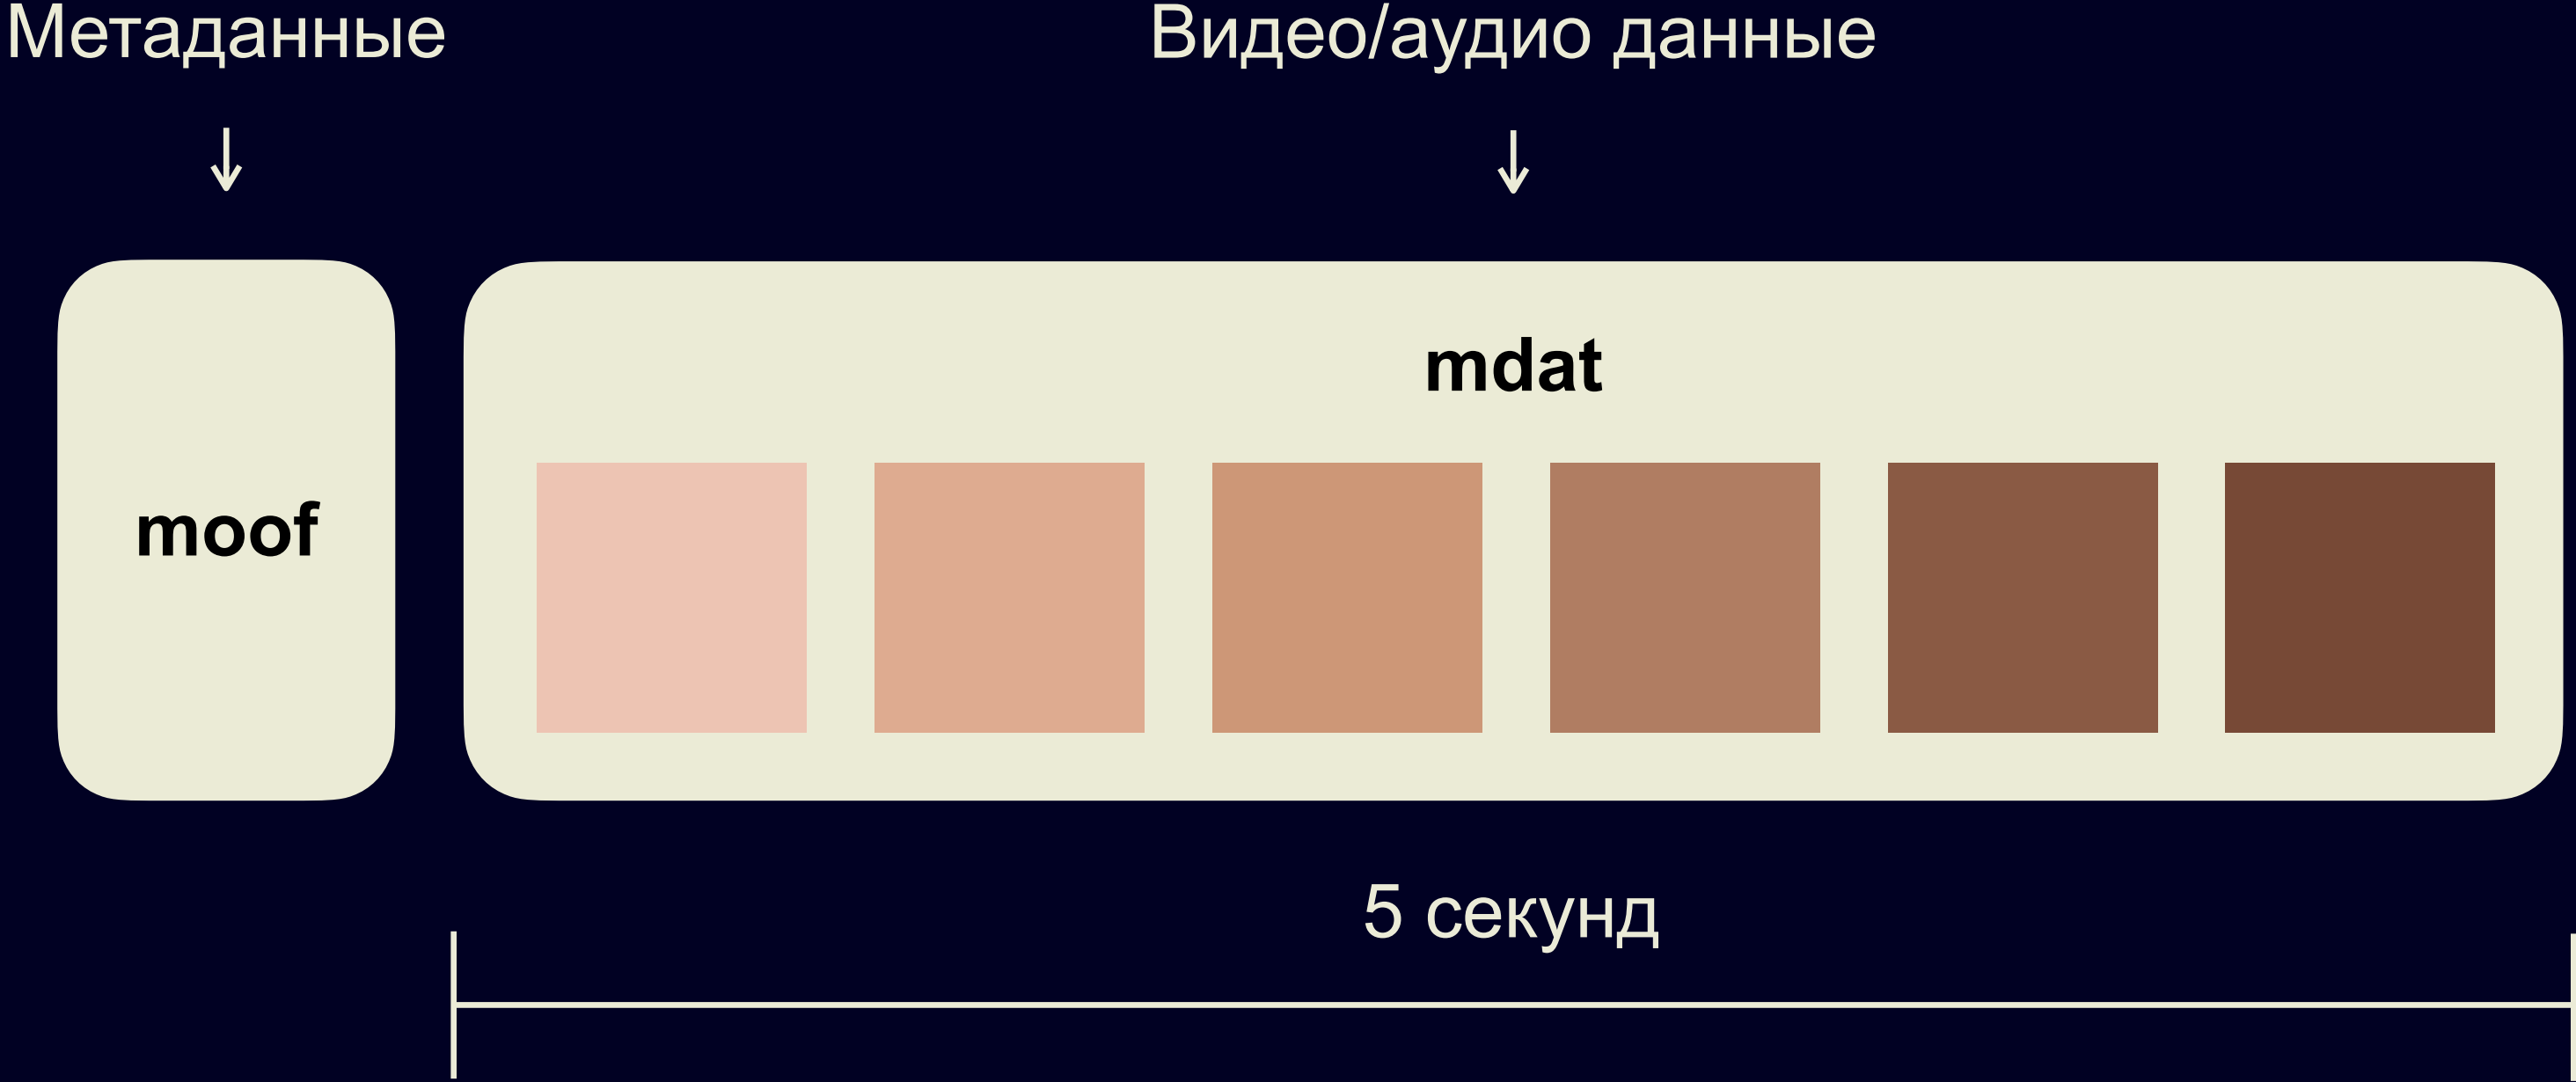 Метаданные
Видео/аудио данные
moof
mdat
5 секунд